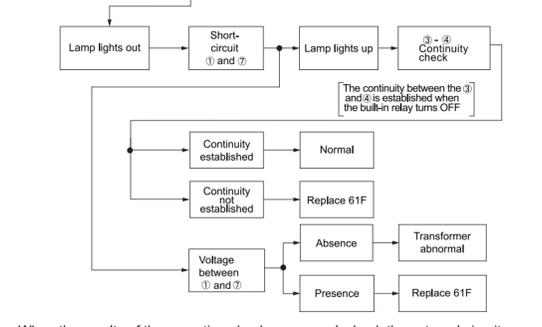 Lamp lights out
Short-
circuit
① and ⑦
Lamp lights up
③ - ④
Continuity
check
The continuity between the ③
and ④ is established when
the built-in relay turns OFF
Continuity
established
Normal
Continuity
not
established
Replace 61F
Voltage
between
① and ⑦
Absence
Transformer
abnormal
Presence
Replace 61F